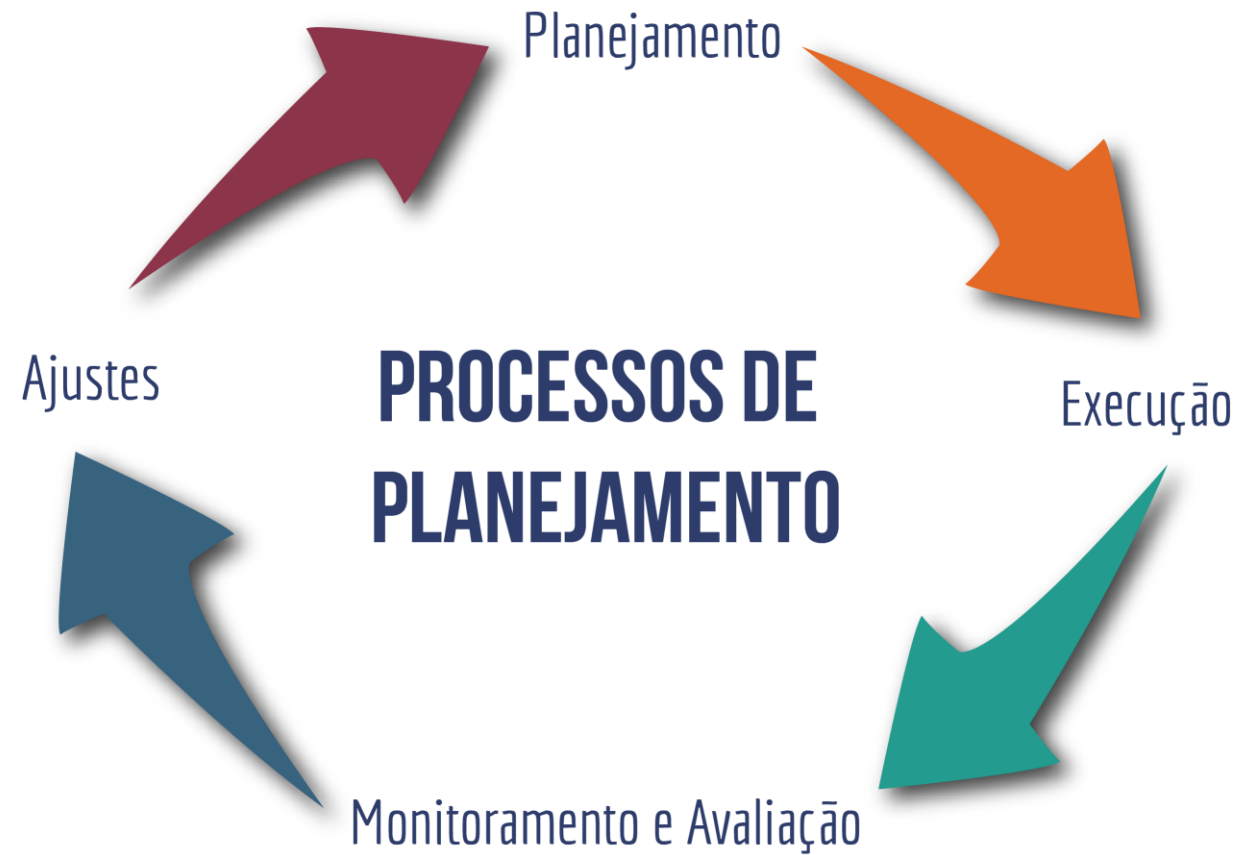 Planejamento
Ajustes
PROCESSOS DE
PLANEJAMENTO
Execução
Monitoramento e Avaliação